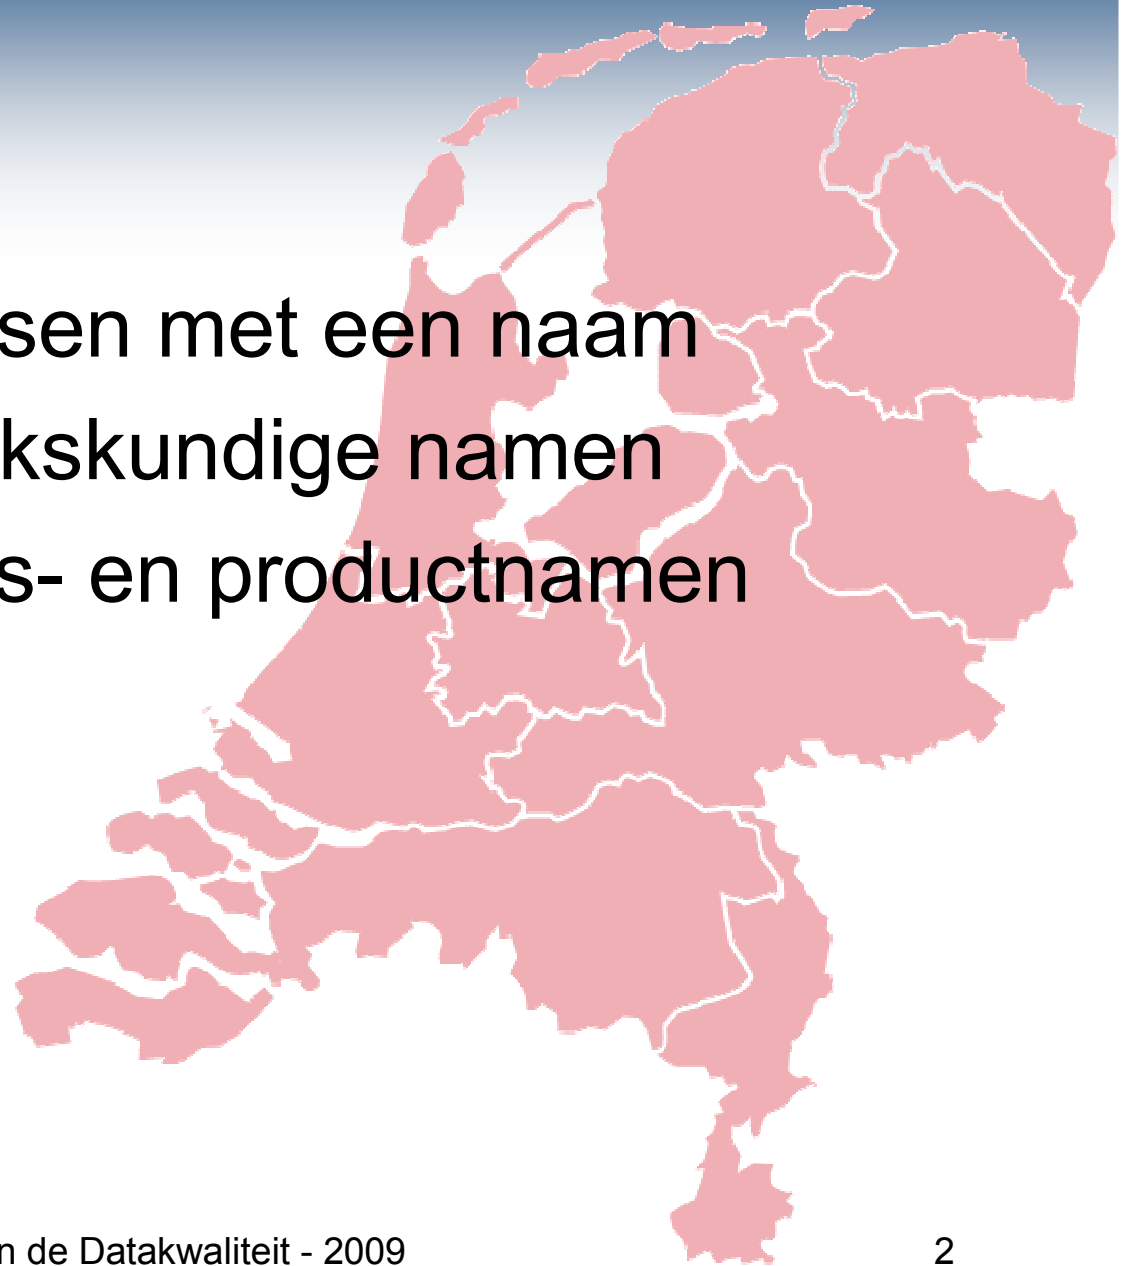 sen met een naam
kskundige namen
s- en productnamen
n de Datakwaliteit - 2009
2